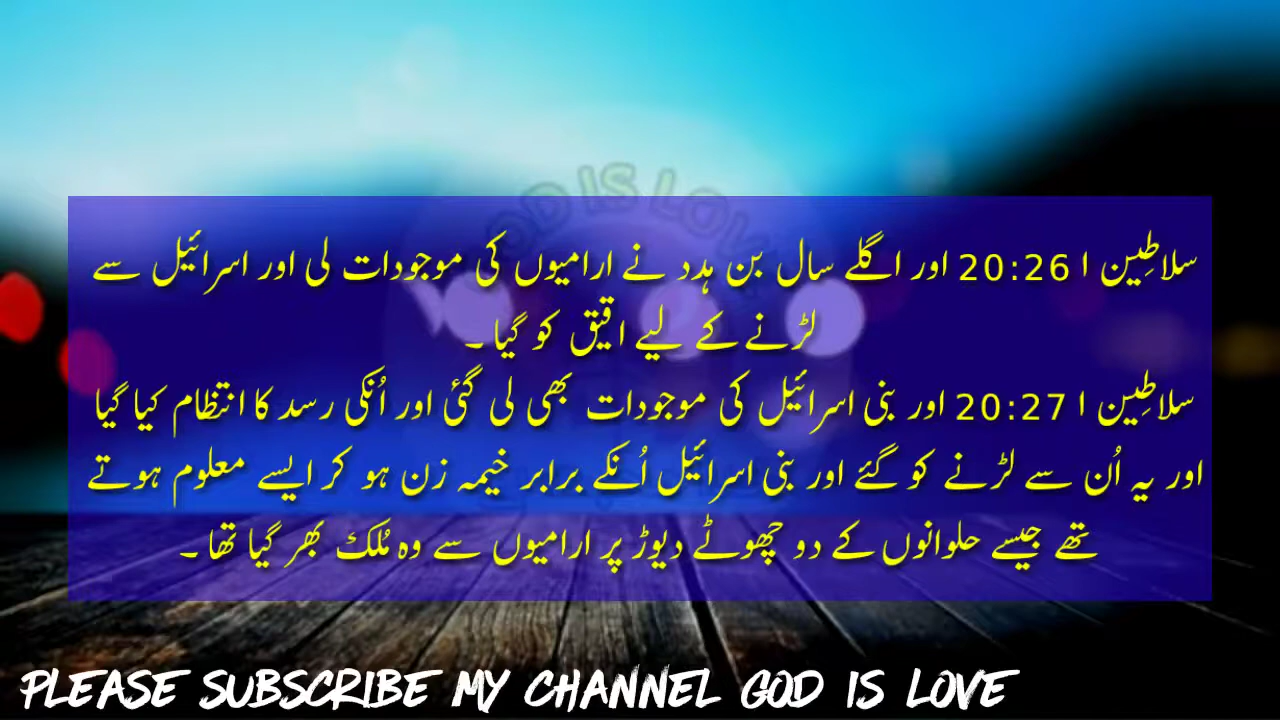 GOD IS LOVE
سلاطِین ا 20:26 اور اگلے سال بن ہدد نے ارامیوں کی موجودات لی اور اسرائیل سے
لڑنے کے لیے افیق کو گیا ۔
سلاطِین ا 20:27 اور بنی اسرائیل کی موجودات بھی لی گئی اور اُنکی رسد کا انتظام کیا گیا
اور یہ اُن سے لڑنے کو گئے اور بنی اسرائیل اُنکے برابر خیمہ زن ہو کر ایسے معلوم ہوتے
تھے جیسے حلوانوں کے دو چھوٹے دیوڑ پر ارامیوں سے وہ مُلک بھر گیا تھا ۔
PLEASE SUBSCRIBE MY CHANNEL GOD IS LOVE